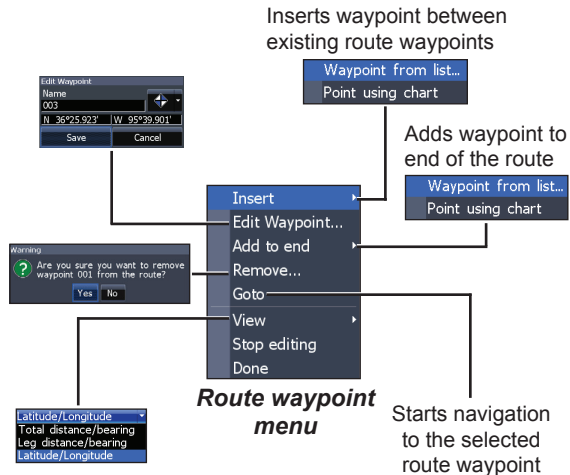 Inserts waypoint between
existing route waypoints
Waypoint from list...
Point using chart
Edit Waypoint
Name
003
N 36°25.923' W 95°39.901'
Save Cancel
Adds waypoint to
end of the route
Waypoint from list...
Point using chart
Insert
Edit Waypoint...
Add to end
Remove...
Goto
View
Stop editing
Done
Warning
? Are you sure you want to remove
waypoint 001 from the route?
Yes No
Route waypoint
menu
Latitude/Longitude
Total distance/bearing
Leg distance/bearing
Latitude/Longitude
Starts navigation
to the selected
route waypoint